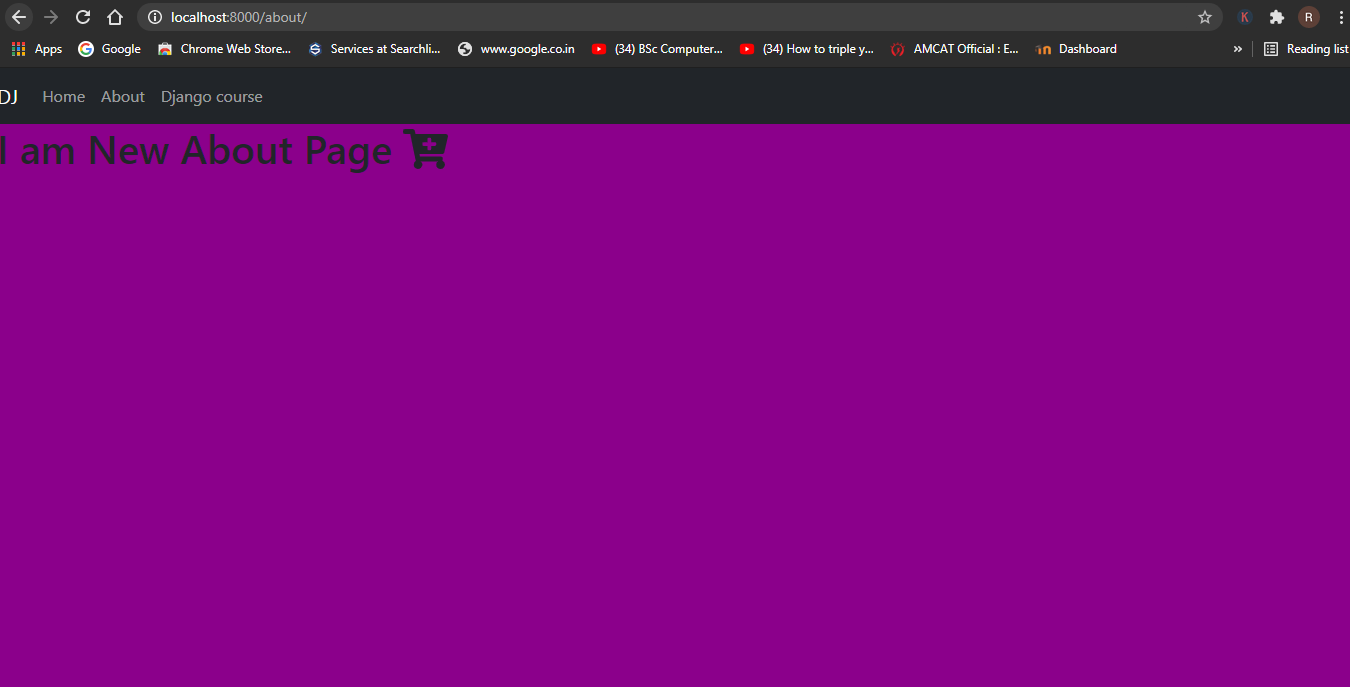 localhost:8000/about/
K
R
Apps Google Chrome Web Store... Services at Searchli... www.google.co.in (34) BSc Computer... (34) How to triple y... AMCAT Official : E... Dashboard » Reading list
DJ Home About Django course
I am New About Page